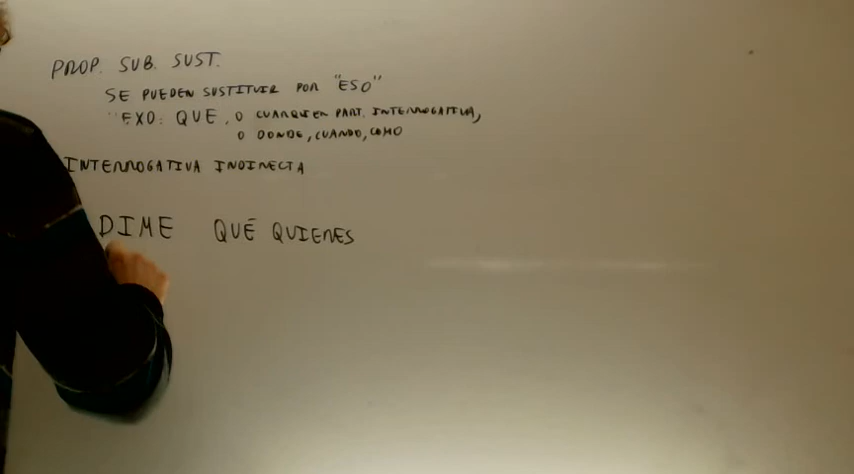 PROP. SUB. SUST.
SE PUEDEN SUSTITUIR POR "ESO"
NEXO: QUE, O CUALQUIER PART. INTERROGATIVA,
O DONDE, CUANDO, COMO
INTERROGATIVA INDIRECTA
DIME QUÉ QUIERES